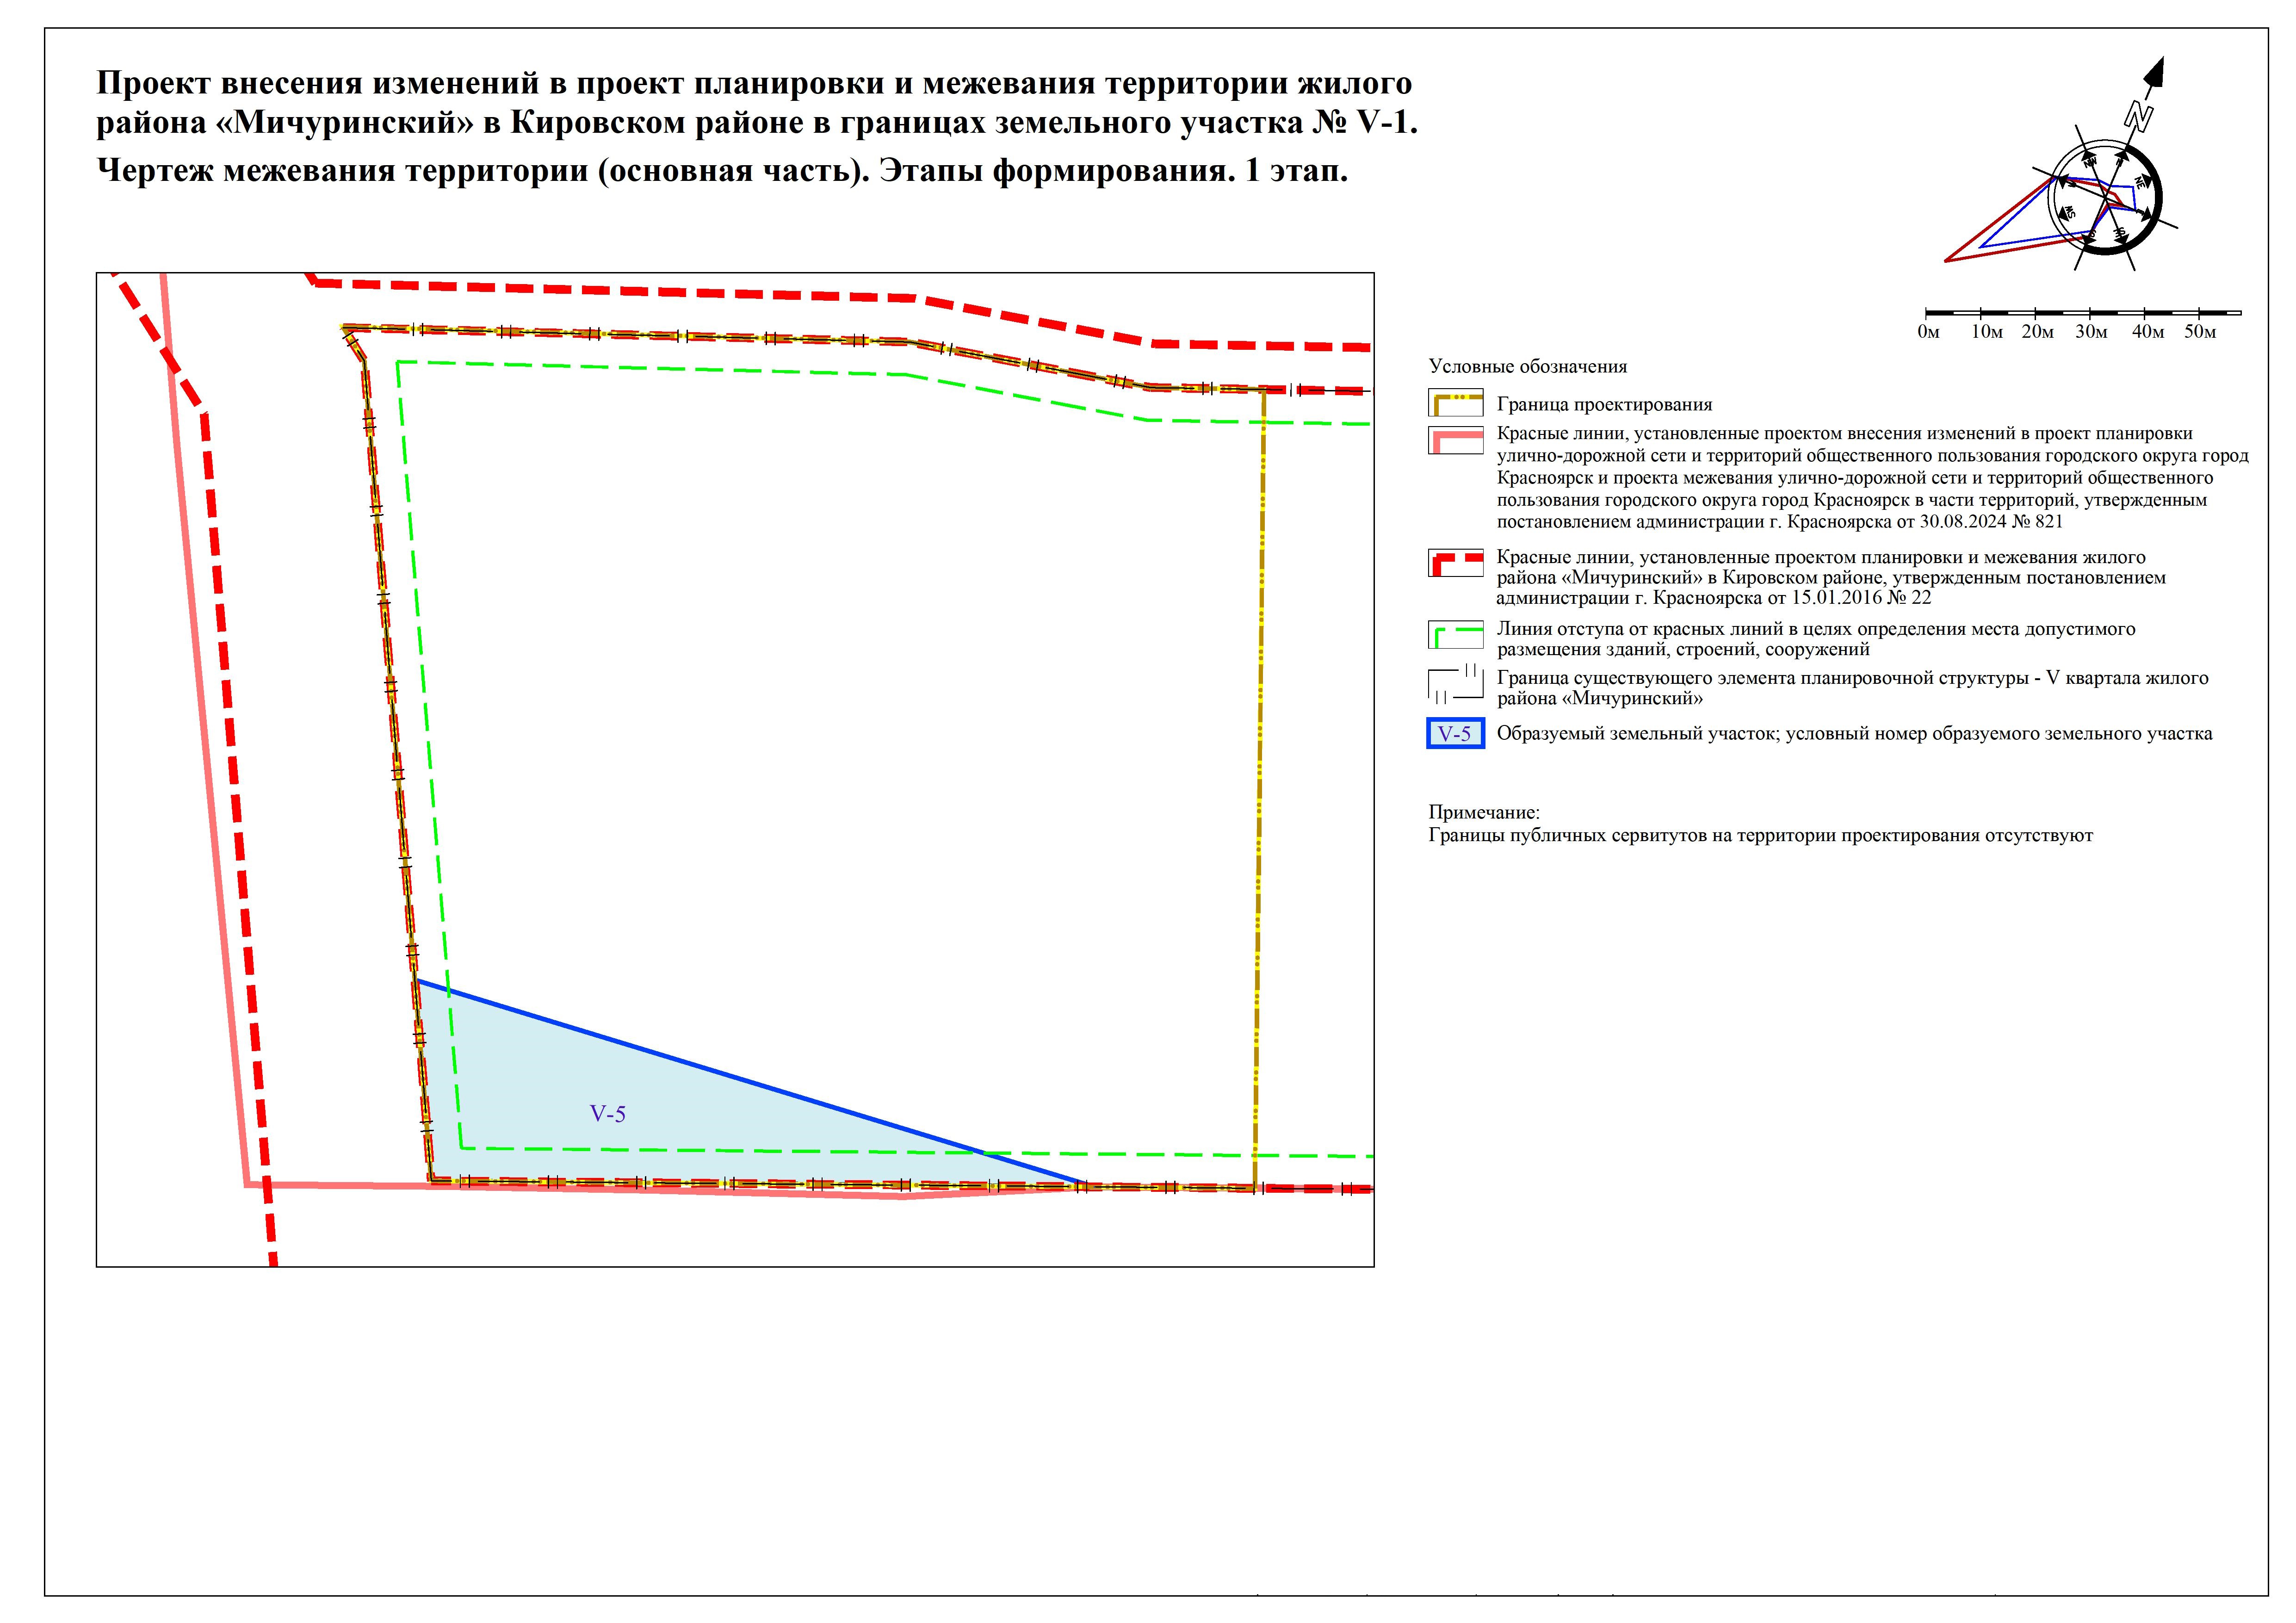 Проект внесения изменений в проект планировки и межевания территории жилого
района «Мичуринский» в Кировском районе в границах земельного участка № V-1.
Чертеж межевания территории (основная часть). Этапы формирования. 1 этап.
N
NW
N
NE
SW
S
0м 10м 20м 30м 40м 50м
Условные обозначения
Граница проектирования
Красные линии, установленные проектом внесения изменений в проект планировки
улично-дорожной сети и территорий общественного пользования городского округа город
Красноярск и проекта межевания улично-дорожной сети и территорий общественного
пользования городского округа город Красноярск в части территорий, утвержденным
постановлением администрации г. Красноярска от 30.08.2024 № 821
Красные линии, установленные проектом планировки и межевания жилого
района «Мичуринский» в Кировском районе, утвержденным постановлением
администрации г. Красноярска от 15.01.2016 № 22
Линия отступа от красных линий в целях определения места допустимого
размещения зданий, строений, сооружений
Граница существующего элемента планировочной структуры - V квартала жилого
района «Мичуринский»
V-5 Образуемый земельный участок; условный номер образуемого земельного участка
Примечание:
Границы публичных сервитутов на территории проектирования отсутствуют
V-5